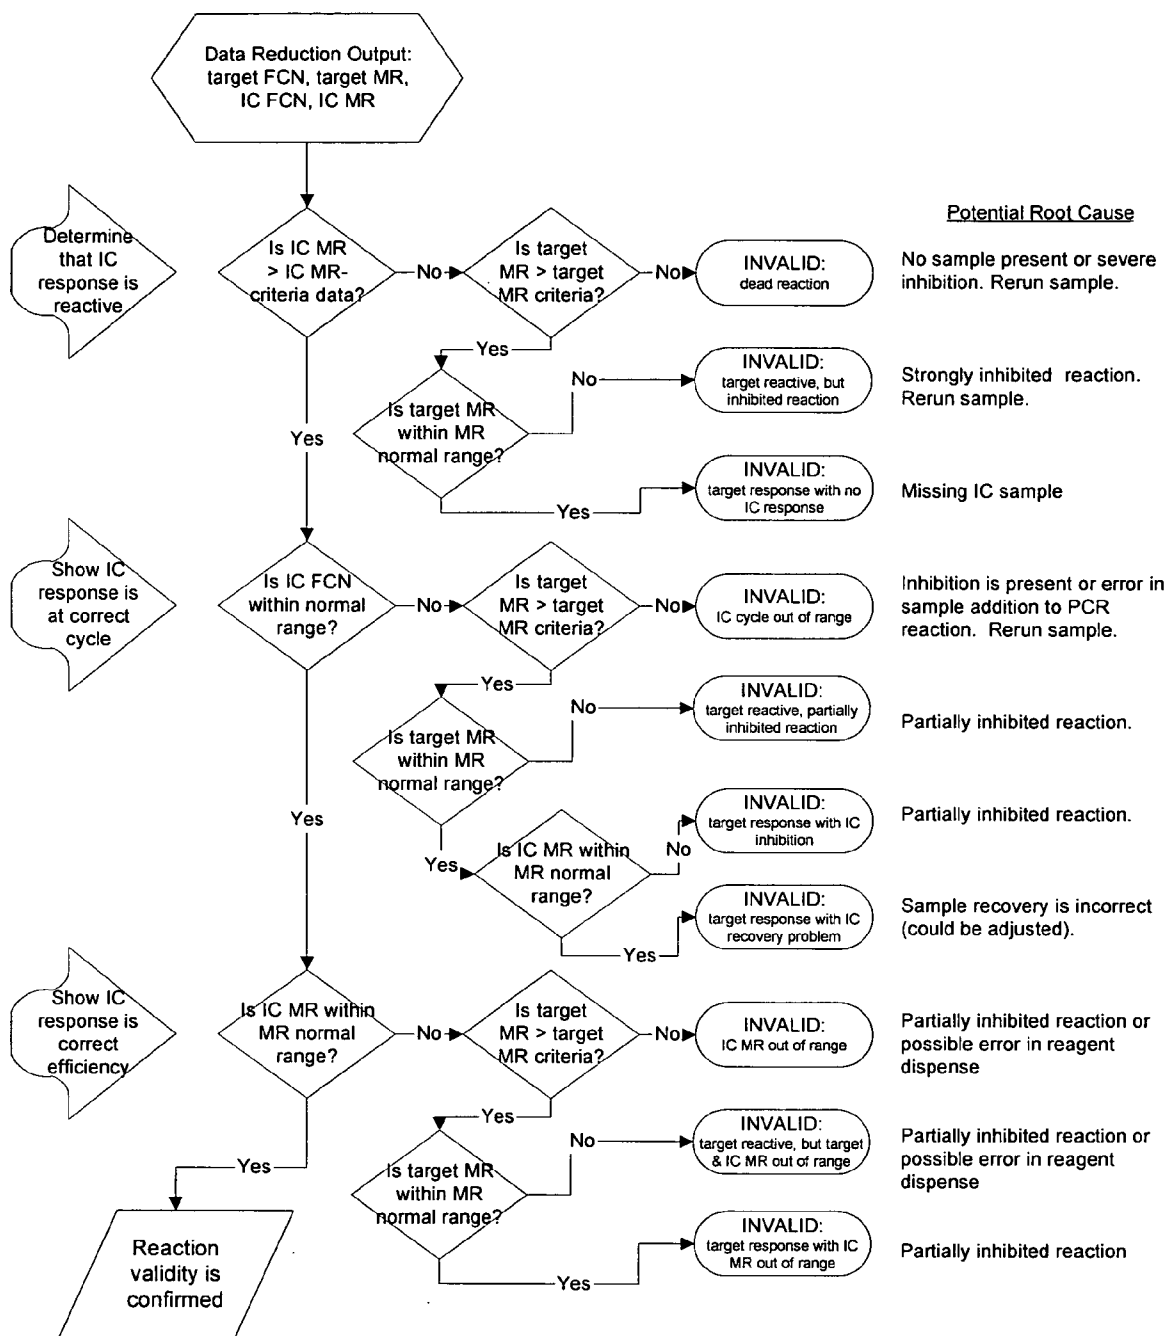 Data Reduction Output:
target FCN, target MR,
IC FCN, IC MR
Potential Root Cause
Determine
that IC
response is
reactive
Is IC MR
> IC MR-
criteria data?
No
Is target
MR > target
MR criteria?
No
INVALID:
dead reaction
No sample present or severe
inhibition. Rerun sample.
Yes
Is target MR
within MR
normal range?
No
INVALID:
target reactive, but
inhibited reaction
Strongly inhibited reaction.
Rerun sample.
Yes
Yes
INVALID:
target response with no
IC response
Missing IC sample
Show IC
response is
at correct
cycle
Is IC FCN
within normal
range?
No
Is target
MR > target
MR criteria?
No
INVALID:
IC cycle out of range
Inhibition is present or error in
sample addition to PCR
reaction. Rerun sample.
Yes
Is target MR
within MR
normal range?
No
INVALID:
target reactive, partially
inhibited reaction
Partially inhibited reaction.
Yes
Yes
Is IC MR within
MR normal
range?
No
INVALID:
target response with IC
inhibition
Partially inhibited reaction.
Yes
INVALID:
target response with IC
recovery problem
Sample recovery is incorrect
(could be adjusted).
Show IC
response is
correct
efficiency
Is IC MR within
MR normal
range?
No
Is target
MR > target
MR criteria?
No
INVALID:
IC MR out of range
Partially inhibited reaction or
possible error in reagent
dispense
Yes
Is target MR
within MR
normal range?
No
INVALID:
target reactive, but target
& IC MR out of range
Partially inhibited reaction or
possible error in reagent
dispense
Yes
Yes
INVALID:
target response with IC
MR out of range
Partially inhibited reaction
Reaction
validity is
confirmed